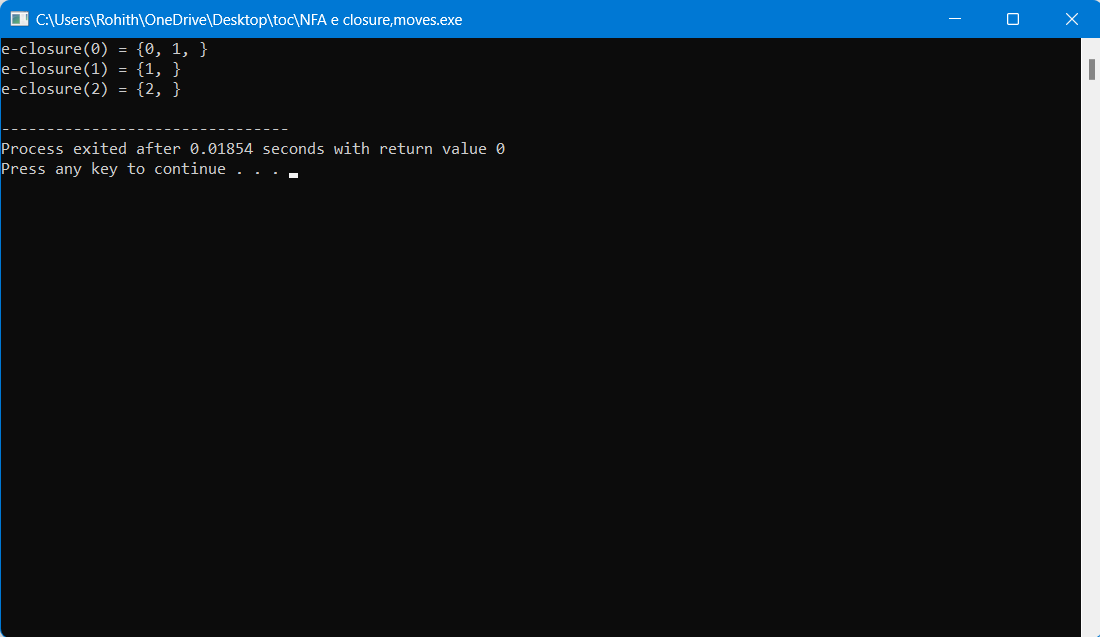 C:\Users\Rohith\OneDrive\Desktop\toc\NFA e closure,moves.exe
e-closure(0) = {0, 1, }
e-closure(1) = {1, }
e-closure(2) = {2, }
--------------------------------
Process exited after 0.01854 seconds with return value 0
Press any key to continue . . .